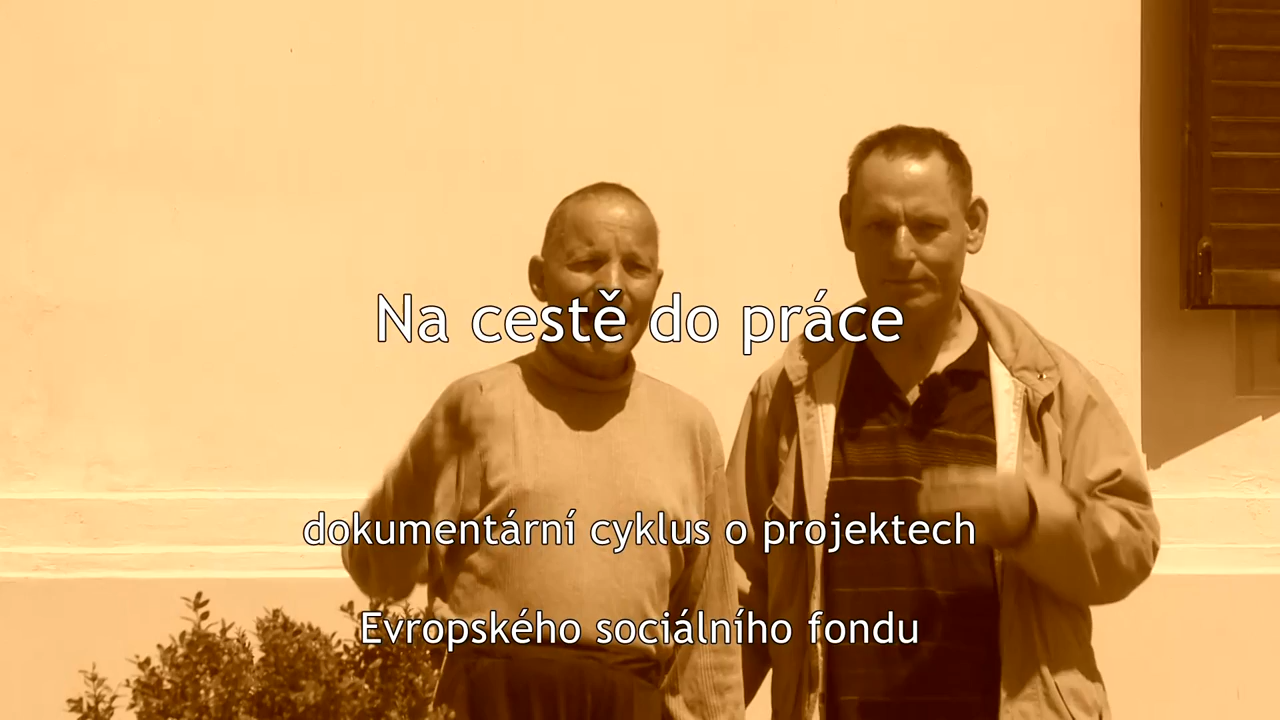 Na cestě do práce
dokumentární cyklus o projektech
Evropského sociálního fondu